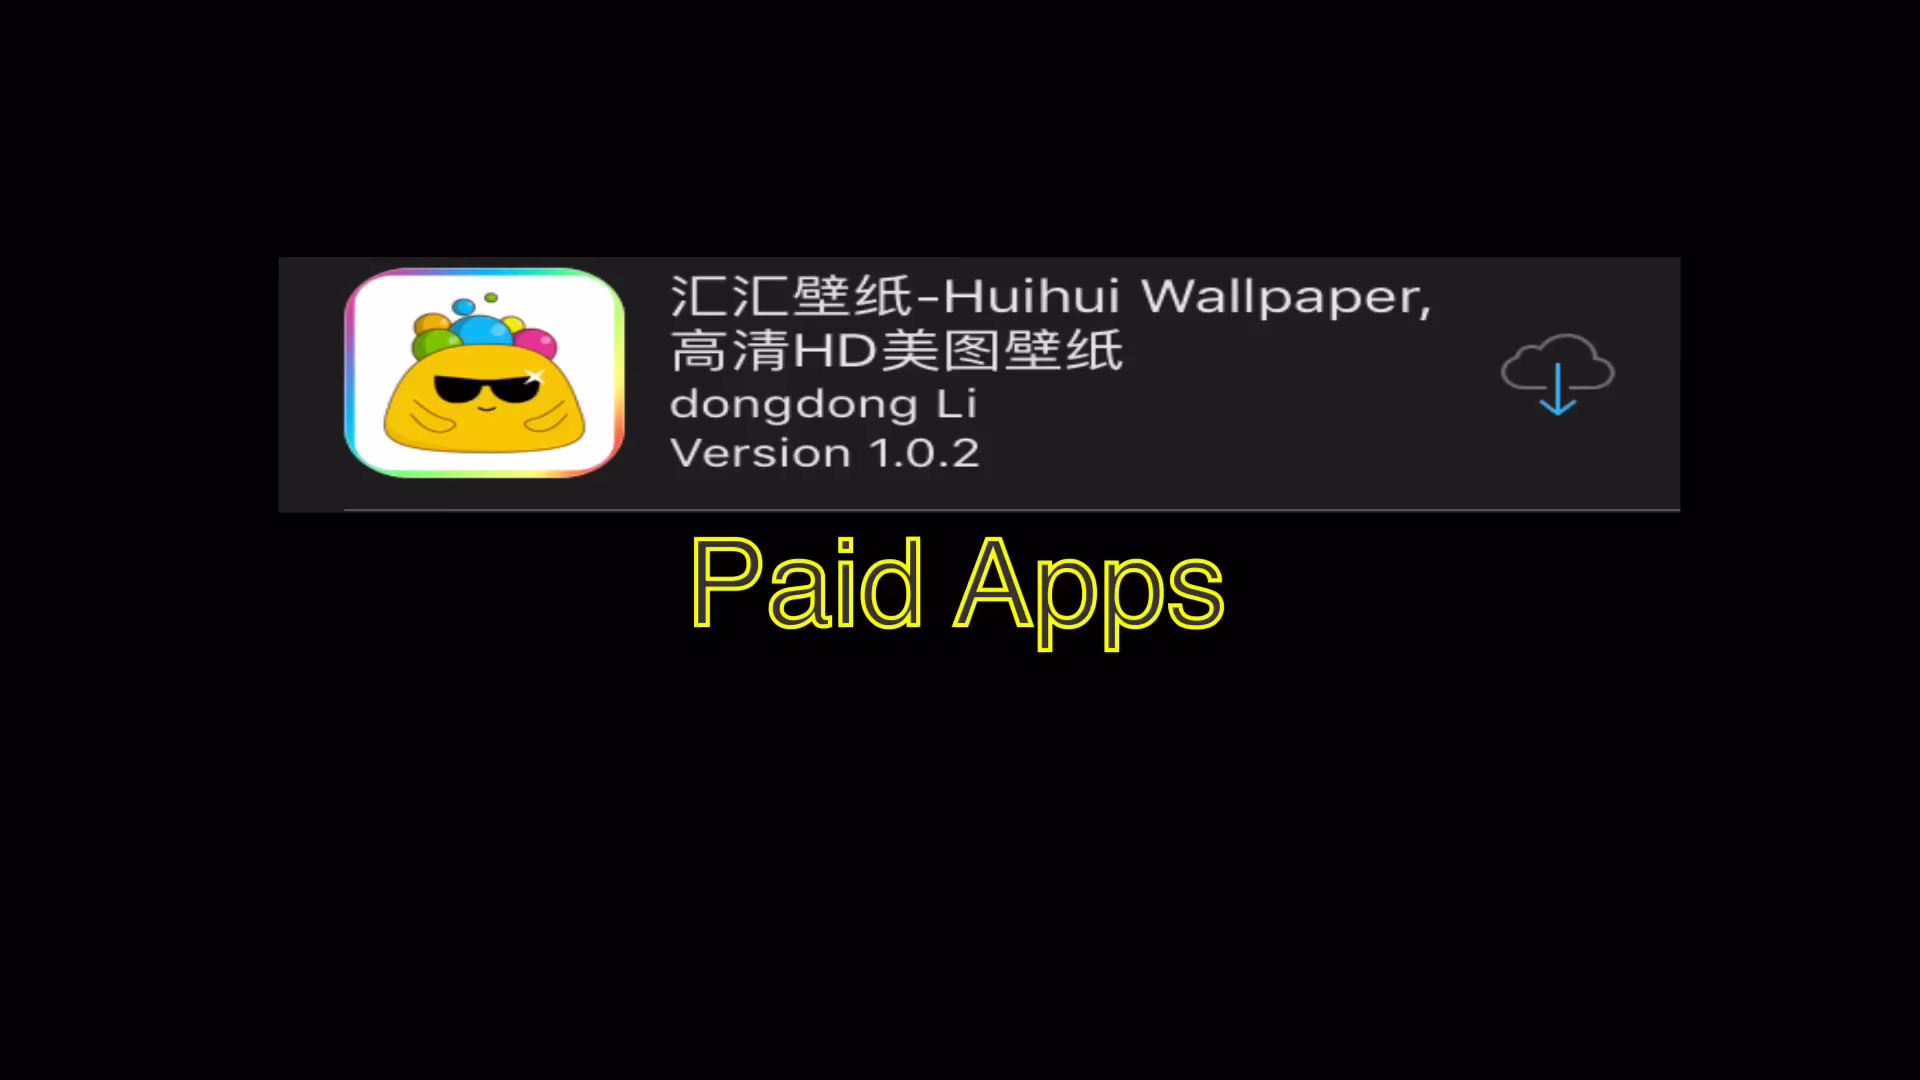 汇汇壁纸-Huihui Wallpaper,
高清HD美图壁纸
dongdong Li
Version 1.0.2
Paid Apps